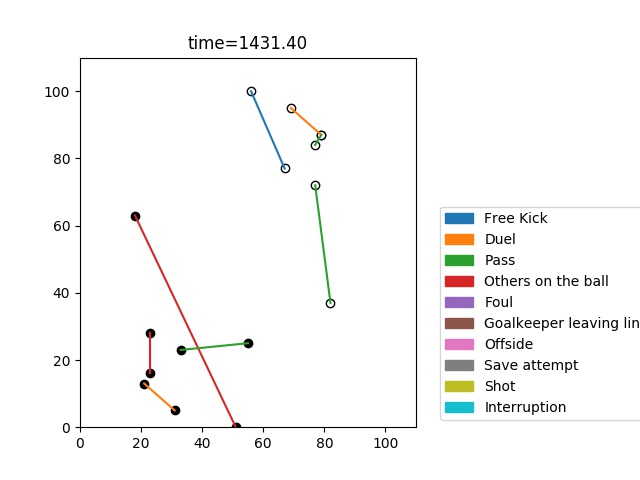 time=1431.40
100
80
60
40
20
0
0 20 40 60 80 100
Free Kick
Duel
Pass
Others on the ball
Foul
Goalkeeper leaving lin
Offside
Save attempt
Shot
Interruption